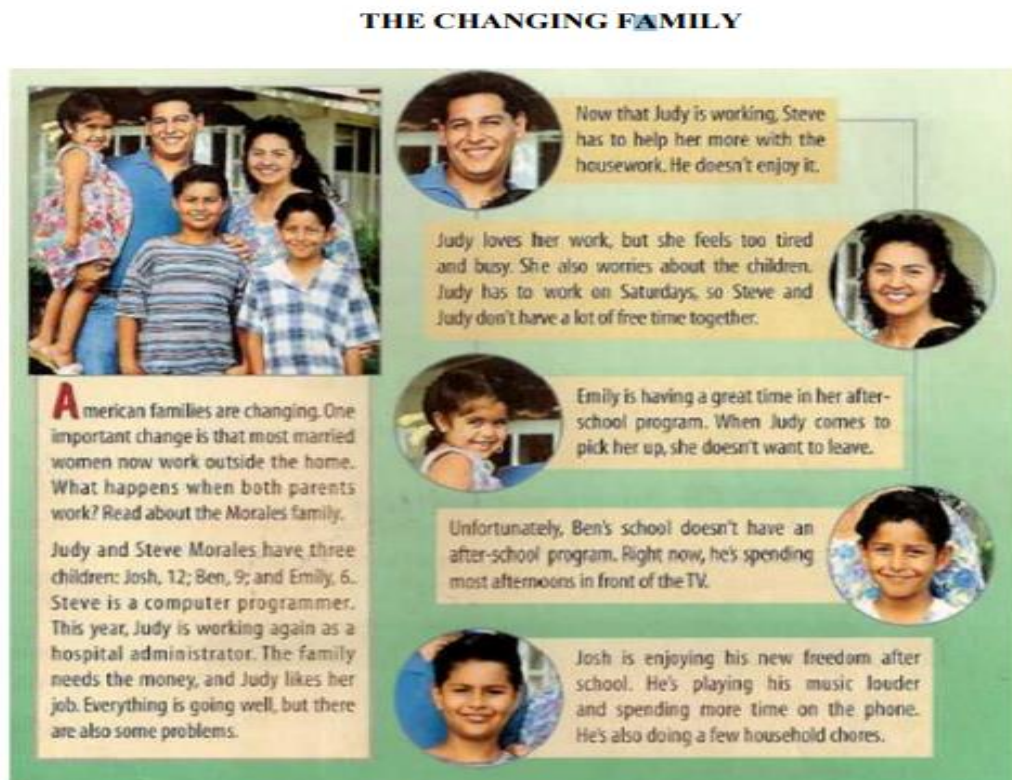 THE CHANGING FAMILY
American families are changing. One
important change is that most married
women now work outside the home.
What happens when both parents
work? Read about the Morales family.
Judy and Steve Morales have three
children: Josh, 12; Ben, 9; and Emily, 6.
Steve is a computer programmer.
This year, Judy is working again as a
hospital administrator. The family
needs the money, and Judy likes her
job. Everything is going well, but there
are also some problems.
Now that Judy is working, Steve
has to help her more with the
housework. He doesn't enjoy it.
Judy loves her work, but she feels too tired
and busy. She also worries about the children.
Judy has to work on Saturdays, so Steve and
Judy don't have a lot of free time together.
Emily is having a great time in her after-
school program. When Judy comes to
pick her up, she doesn't want to leave.
Unfortunately, Ben's school doesn't have an
after-school program. Right now, he's spending
most afternoons in front of the TV.
Josh is enjoying his new freedom after
school. He's playing his music louder
and spending more time on the phone.
He's also doing a few household chores.